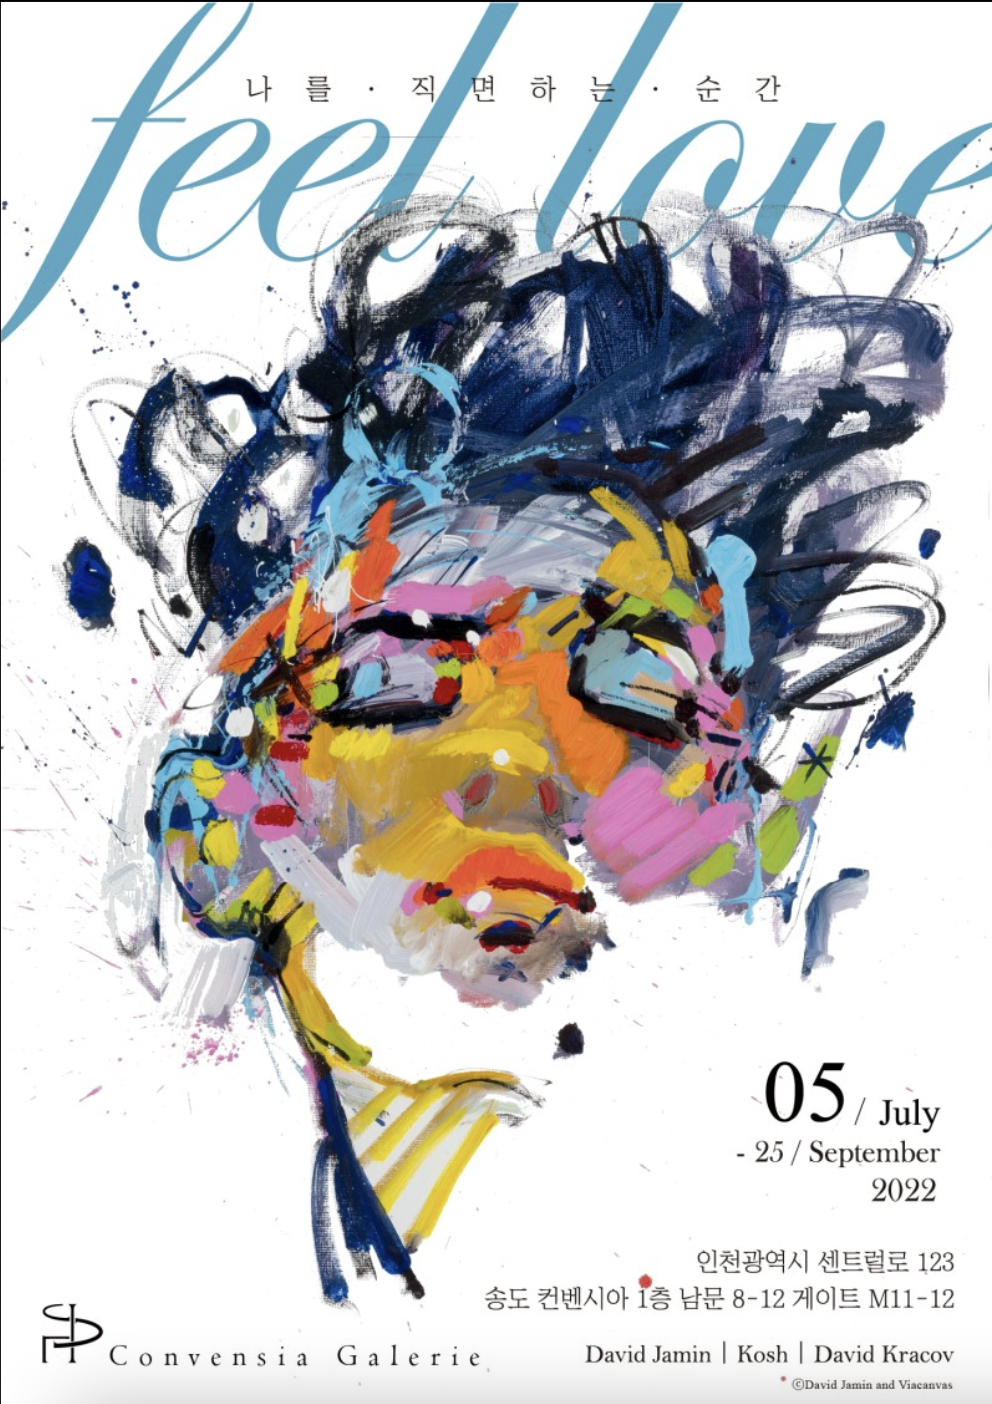 feel love
나를·직면하는·순간
05 / July
- 25 / September
2022
인천광역시 센트럴로 123
송도 컨벤시아 1층 남문 8-12 게이트 M11-12
Convensia Galerie
David Jamin | Kosh | David Kracov
©David Jamin and Viacanvas